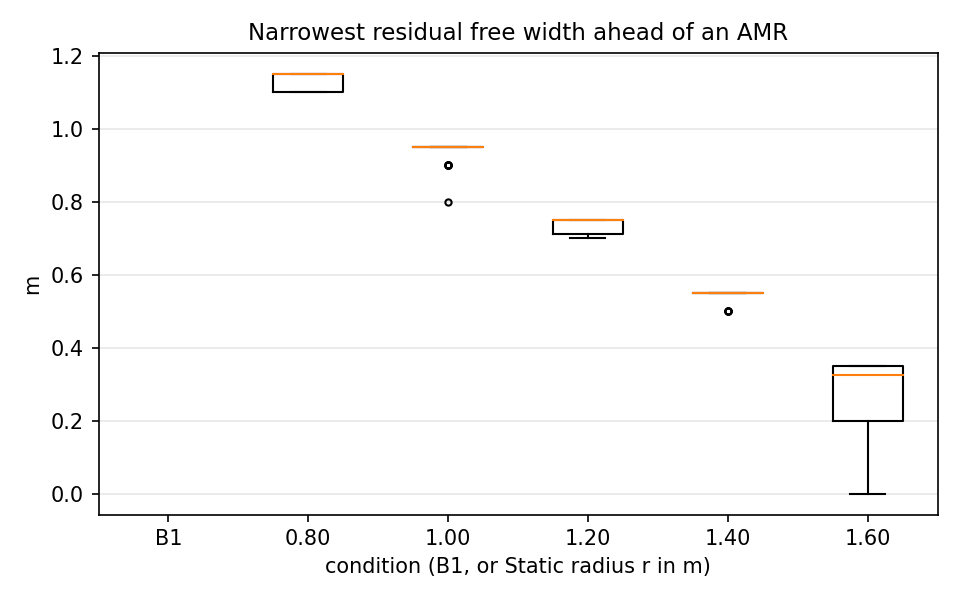 Narrowest residual free width ahead of an AMR
m
1.2
1.0
0.8
0.6
0.4
0.2
0.0
B1 0.80 1.00 1.20 1.40 1.60
condition (B1, or Static radius r in m)